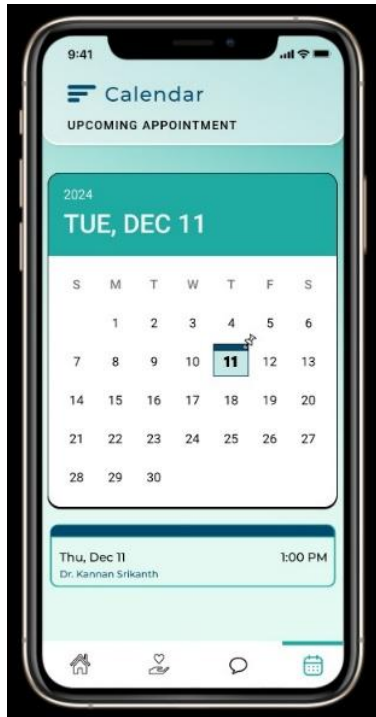 9:41
Calendar
UPCOMING APPOINTMENT
2024
TUE, DEC 11
S M T W T F S
1 2 3 4 5 6
7 8 9 10 11 12 13
14 15 16 17 18 19 20
21 22 23 24 25 26 27
28 29 30
Thu, Dec 11 1:00 PM
Dr. Kannan Srikanth